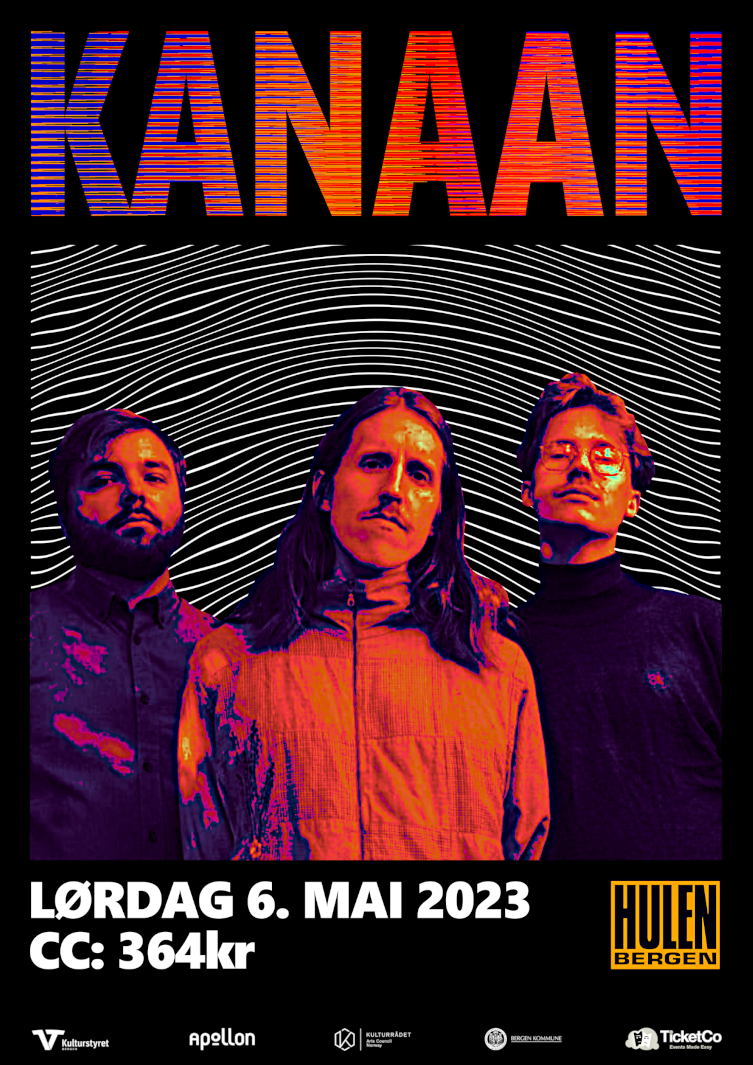 KANAAN
LØRDAG 6. MAI 2023
CC: 364kr
HULEN
BERGEN
Kulturstyret
BERGEN
Apollon
KULTURRÅDET
Arts Council
Norway
BERGEN KOMMUNE
TicketCo
Events Made Easy